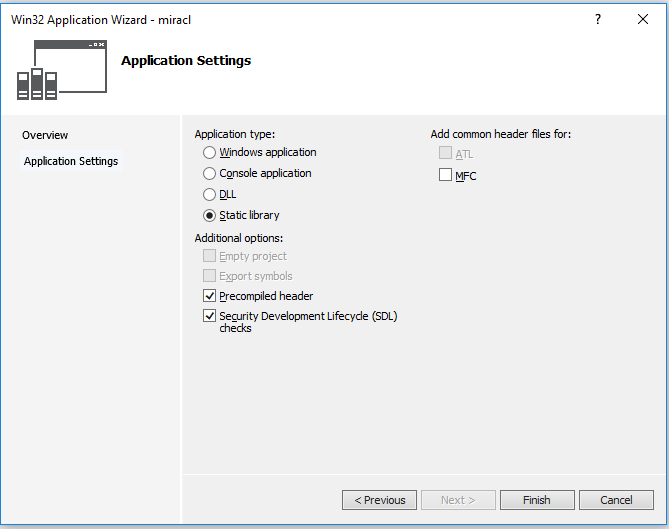 Win32 Application Wizard - miracl
?
Application Settings
Overview
Application Settings
Application type:
Windows application
Console application
DLL
Static library
Additional options:
Empty project
Export symbols
Precompiled header
Security Development Lifecycle (SDL)
checks
Add common header files for:
ATL
MFC
< Previous
Next >
Finish
Cancel